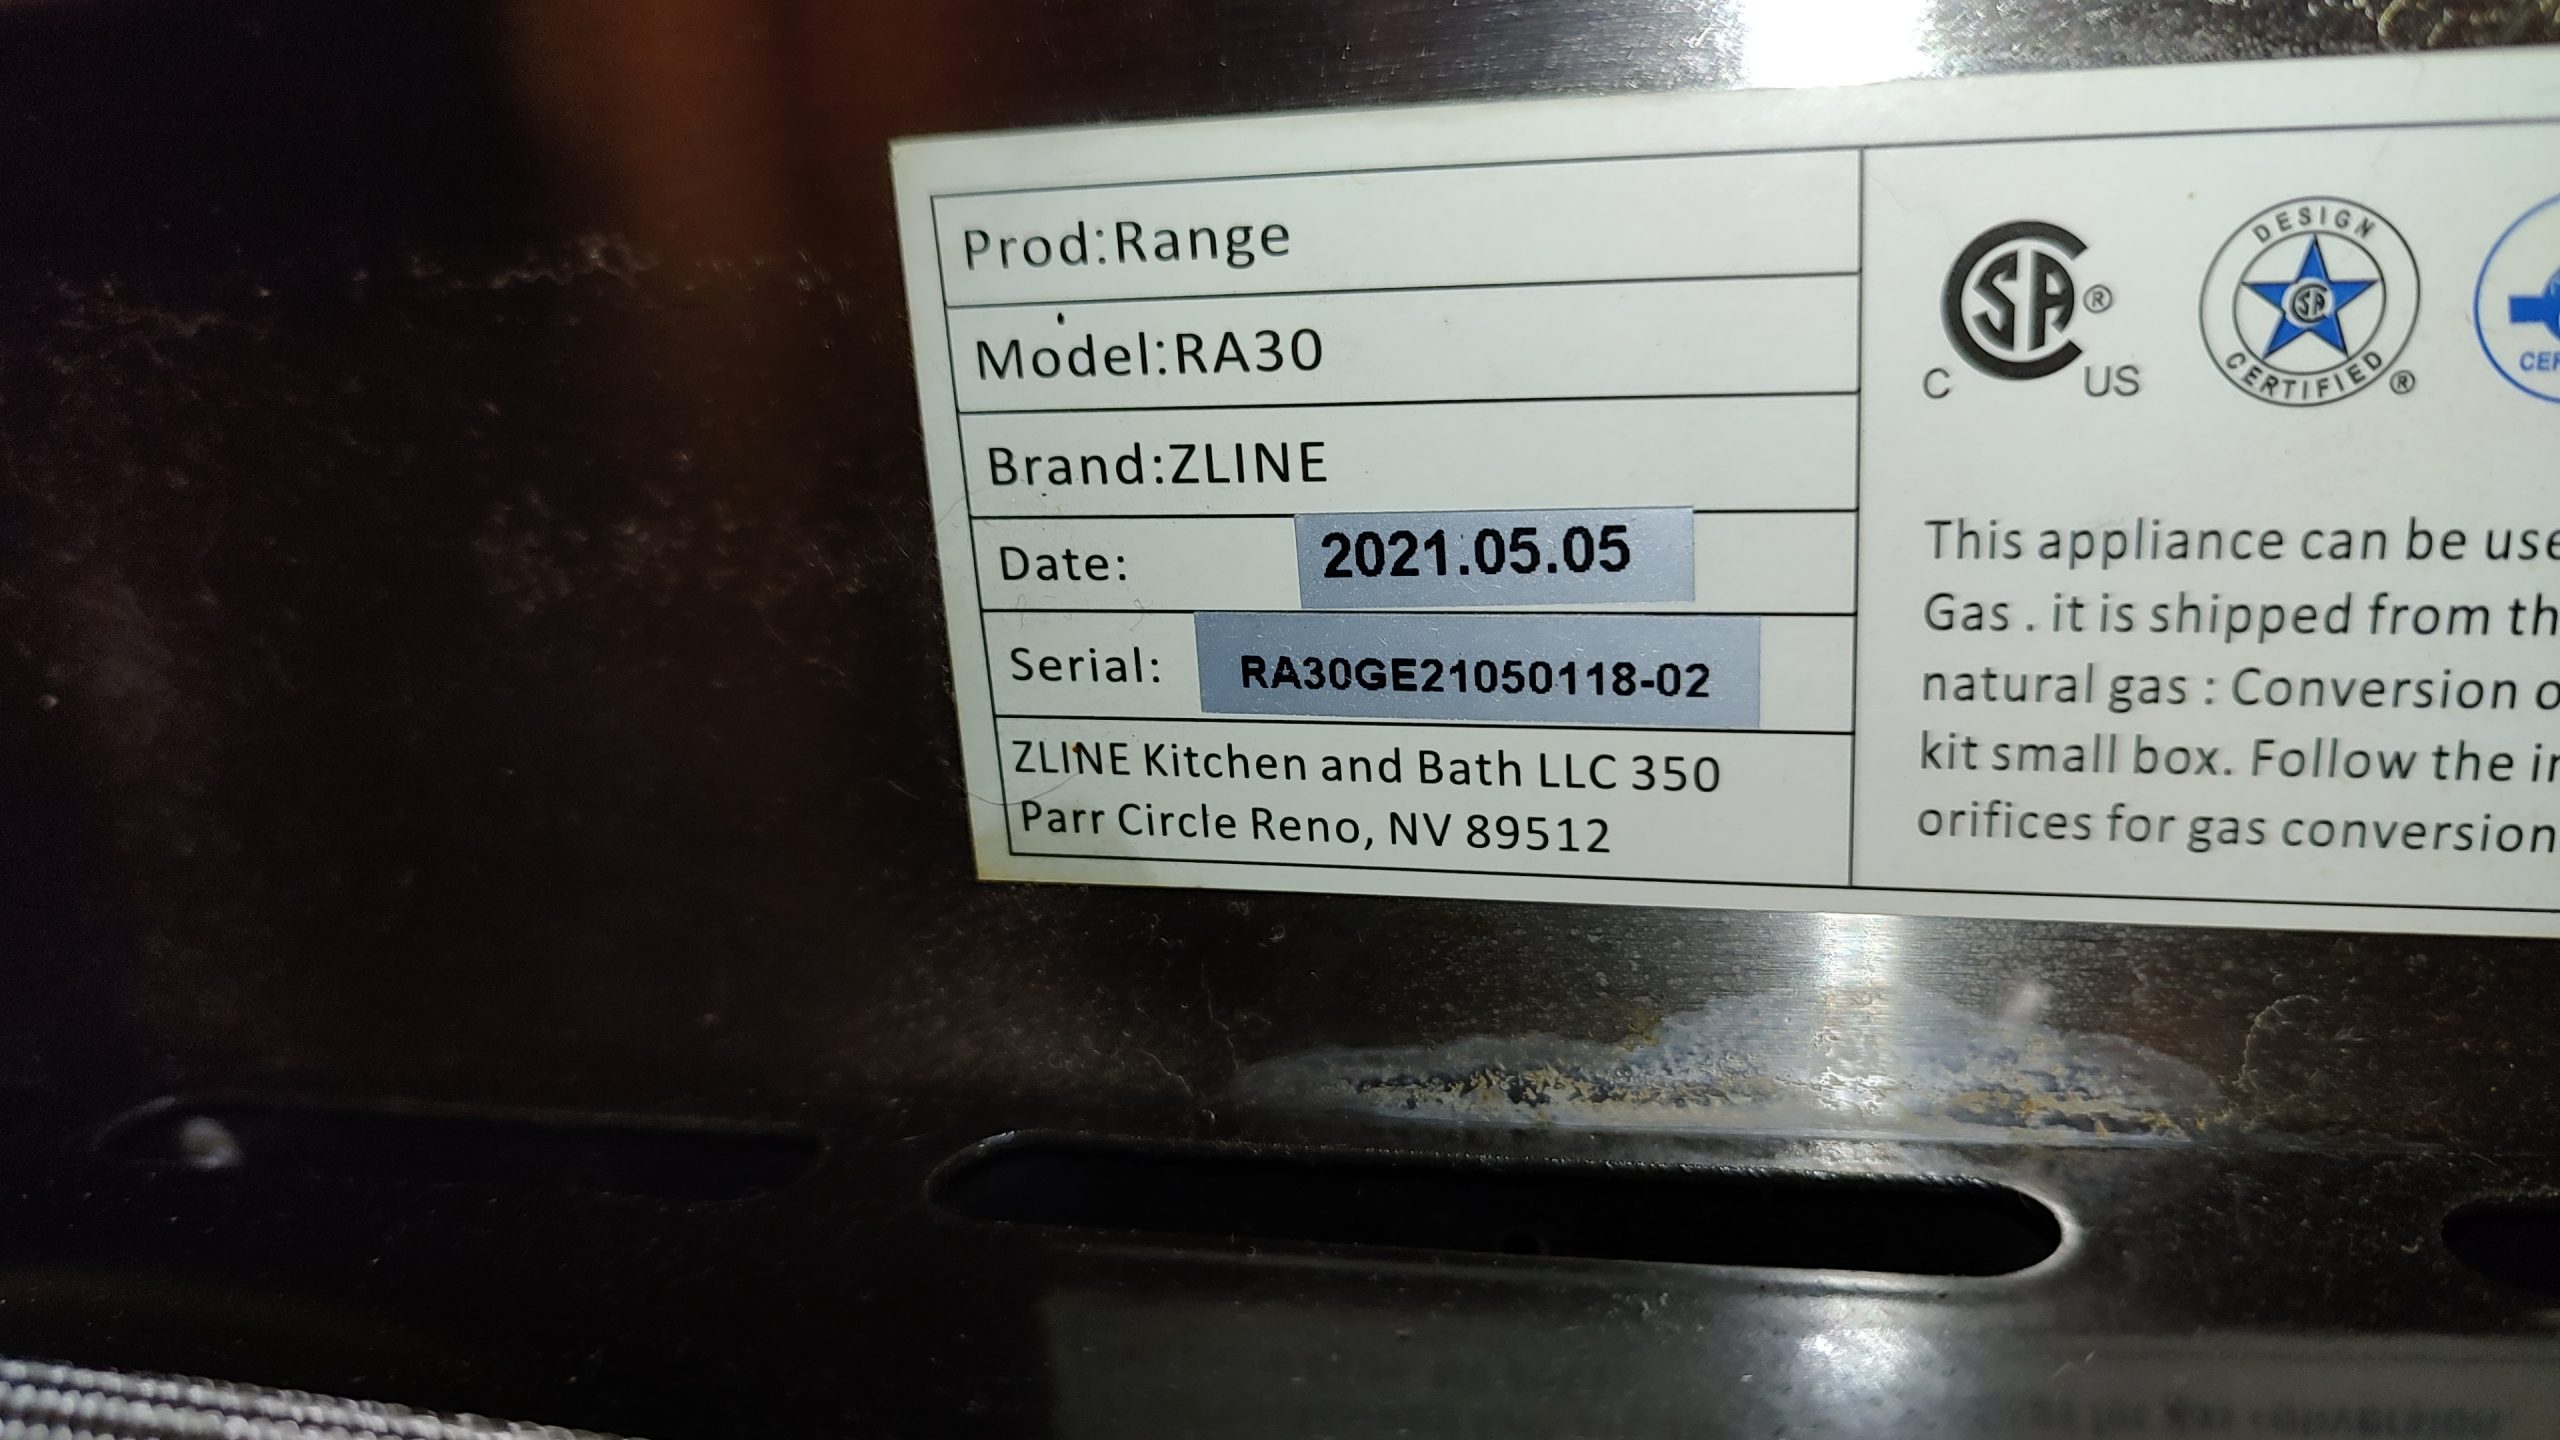 Prod:Range
Model:RA30
Brand:ZLINE
Date: 2021.05.05
Serial: RA30GE21050118-02
ZLINE Kitchen and Bath LLC 350
Parr Circle Reno, NV 89512
CSA®
C US
DESIGN
CSA
CERTIFIED®
This appliance can be
Gas . it is shipped from
natural gas : Conversion
kit small box. Follow the
orifices for gas conversion